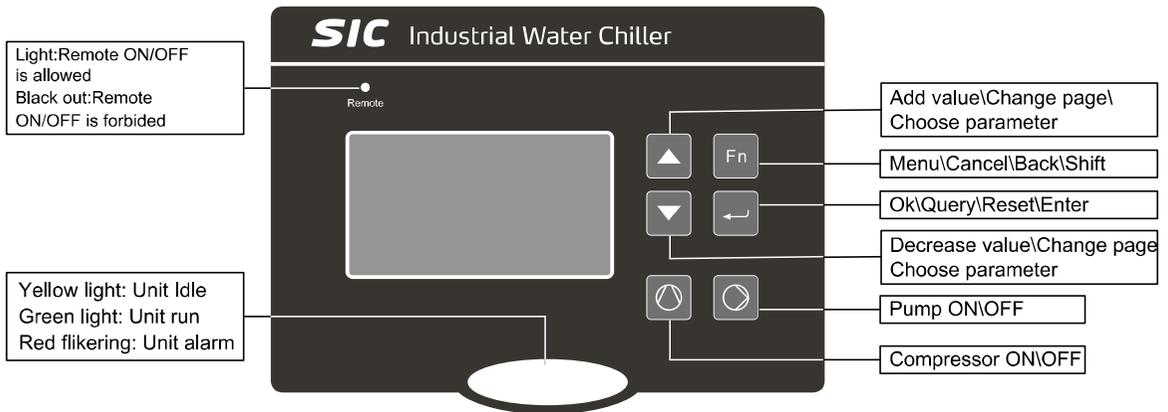 SIC Industrial Water Chiller
Light:Remote ON/OFF
is allowed
Black out:Remote
ON/OFF is forbided
Remote
Fn
Add value\Change page\
Choose parameter
Menu\Cancel\Back\Shift
Ok\Query\Reset\Enter
Decrease value\Change page
Choose parameter
Yellow light: Unit Idle
Green light: Unit run
Red flikering: Unit alarm
Pump ON\OFF
Compressor ON\OFF